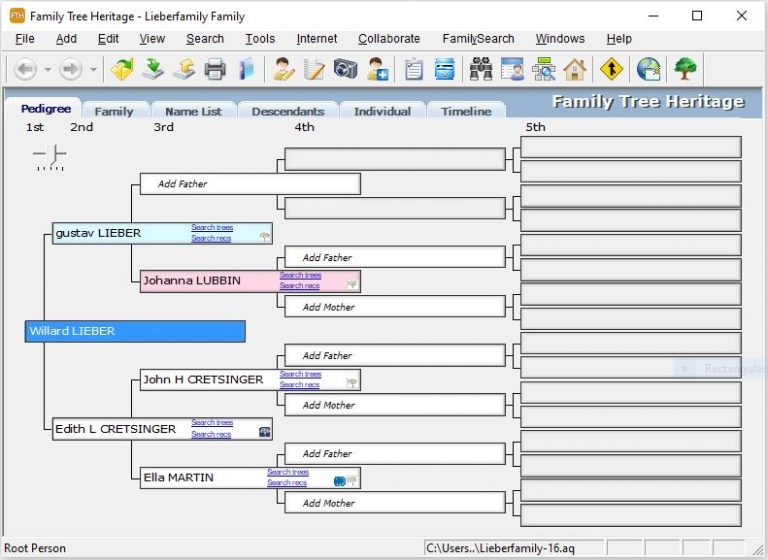 FTH Family Tree Heritage - Lieberfamily Family
File Add Edit View Search Tools Internet Collaborate FamilySearch Windows Help
Pedigree Family Name List Descendants Individual Timeline Family Tree Heritage
1st 2nd 3rd 4th 5th
Add Father
gustav LIEBER Search trees
Search recs
Add Father
Johanna LUBBIN Search trees
Search recs
Add Mother
Willard LIEBER
Add Father
Rectangular
John H CRETSINGER Search trees
Search recs
Add Mother
Edith L CRETSINGER Search trees
Search recs
Add Father
Ella MARTIN Search trees
Search recs
Add Mother
Root Person C:\Users..\Lieberfamily-16.aq